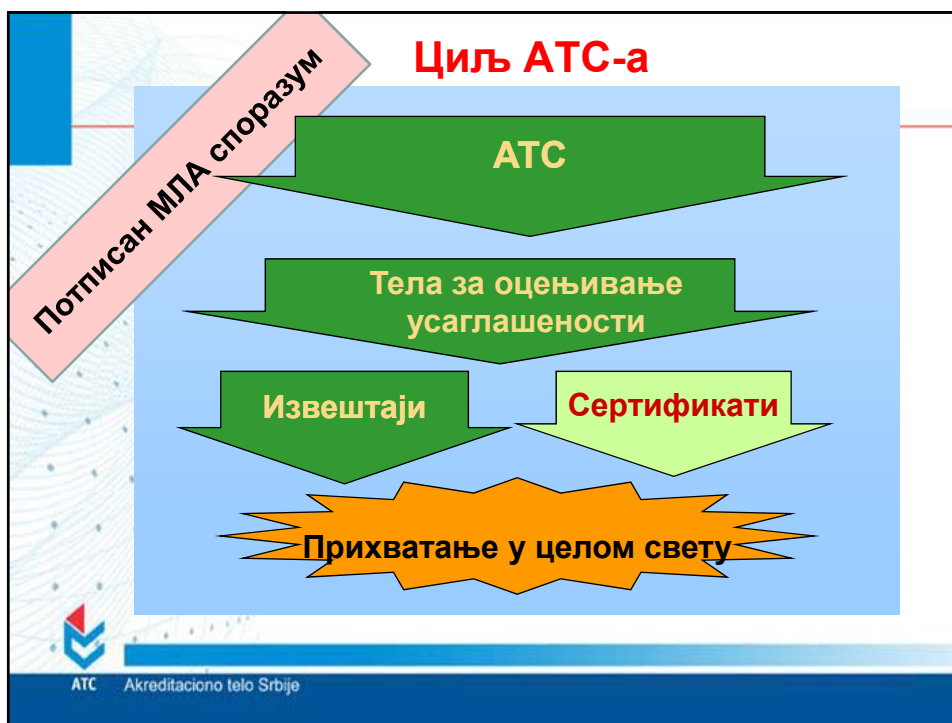 Циљ АТС-а
Потписан МЛА споразум
АТС
Тела за оцењивање
усаглашености
Извештаји
Сертификати
Прихватање у целом свету
АТС Akreditaciono telo Srbije